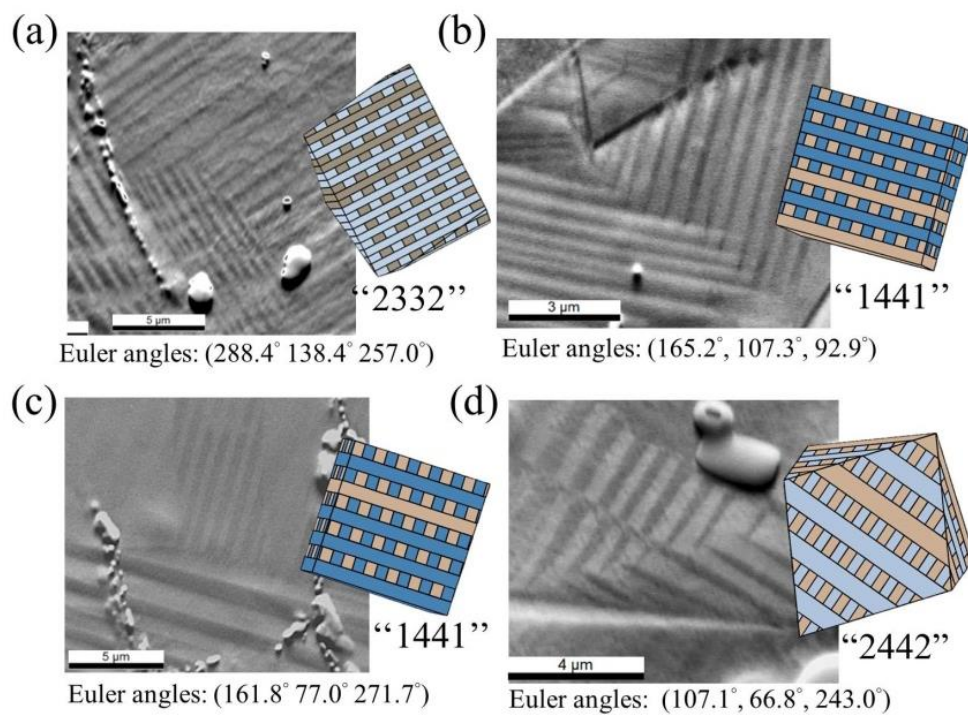 (a)
“2332”
5 μm
Euler angles: (288.4° 138.4° 257.0°)
(b)
“1441”
3 μm
Euler angles: (165.2°, 107.3°, 92.9°)
(c)
“1441”
5 μm
Euler angles: (161.8° 77.0° 271.7°)
(d)
“2442”
4 μm
Euler angles: (107.1°, 66.8°, 243.0°)